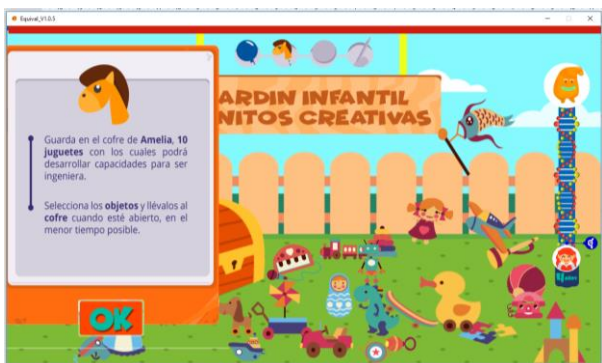 Equival_V1.0.5
ARDIN INFANTIL
NITOS CREATIVAS
Guarda en el cofre de Amelia, 10
juguetes con los cuales podrá
desarrollar capacidades para ser
ingeniera.
Selecciona los objetos y llévalos al
cofre cuando esté abierto, en el
menor tiempo posible.
OK